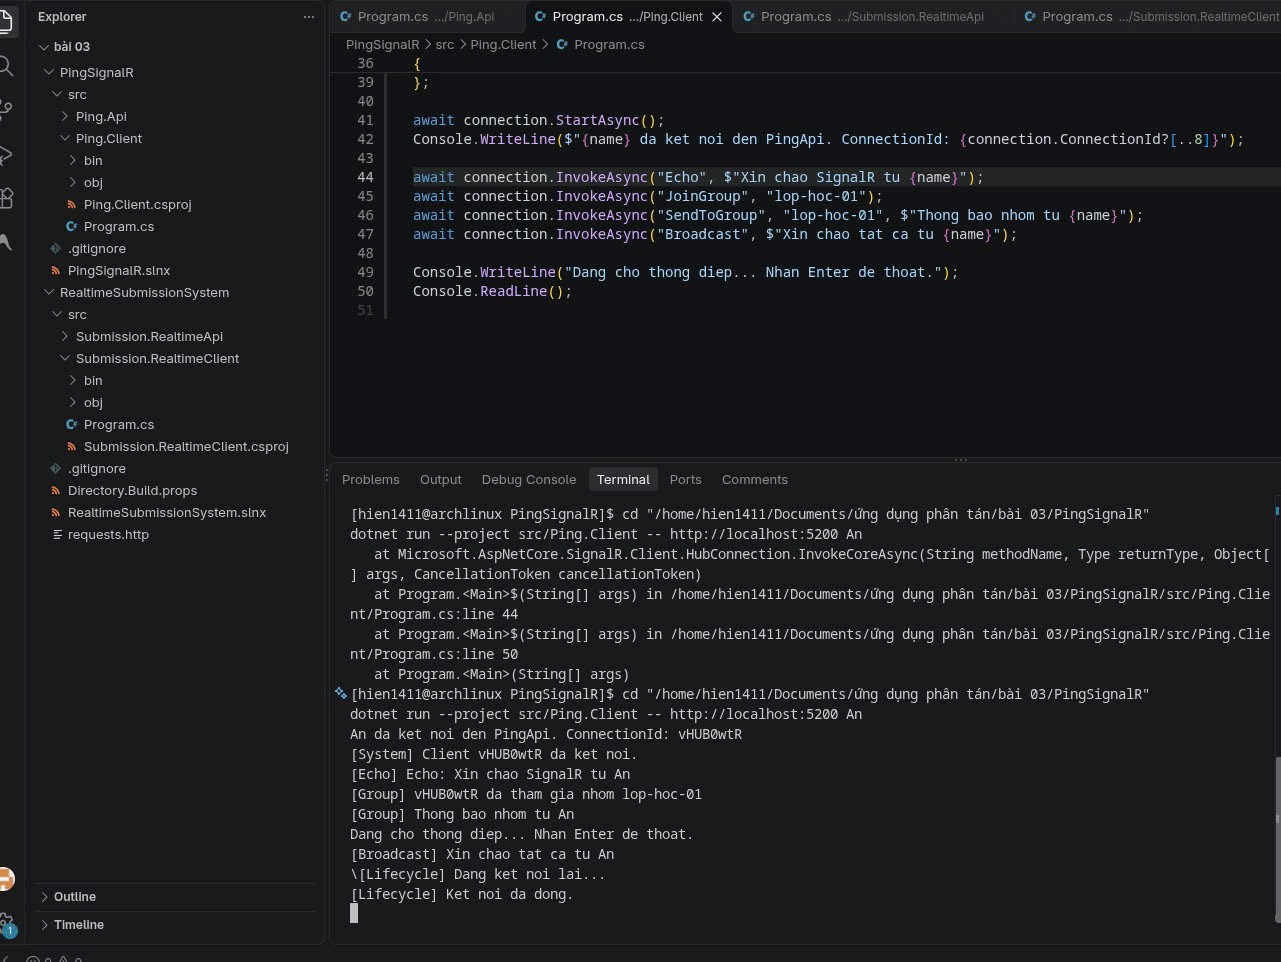 Explorer
bài 03
PingSignalR
src
Ping.Api
Ping.Client
bin
obj
Ping.Client.csproj
Program.cs
.gitignore
PingSignalR.slnx
RealtimeSubmissionSystem
src
Submission.RealtimeApi
Submission.RealtimeClient
bin
obj
Program.cs
Submission.RealtimeClient.csproj
.gitignore
Directory.Build.props
RealtimeSubmissionSystem.slnx
requests.http
Outline
Timeline
1
Program.cs .../Ping.Api
Program.cs .../Ping.Client
Program.cs .../Submission.RealtimeApi
Program.cs .../Submission.RealtimeClient
PingSignalR > src > Ping.Client > Program.cs
36 {
39 };
40
41 await connection.StartAsync();
42 Console.WriteLine($"{name} da ket noi den PingApi. ConnectionId: {connection.ConnectionId?[..8]}");
43
44 await connection.InvokeAsync("Echo", $"Xin chao SignalR tu {name}");
45 await connection.InvokeAsync("JoinGroup", "lop-hoc-01");
46 await connection.InvokeAsync("SendToGroup", "lop-hoc-01", $"Thong bao nhom tu {name}");
47 await connection.InvokeAsync("Broadcast", $"Xin chao tat ca tu {name}");
48
49 Console.WriteLine("Dang cho thong diep... Nhan Enter de thoat.");
50 Console.ReadLine();
51
Problems Output Debug Console Terminal Ports Comments
[hien1411@archlinux PingSignalR]$ cd "/home/hien1411/Documents/ứng dụng phân tán/bài 03/PingSignalR"
dotnet run --project src/Ping.Client -- http://localhost:5200 An
at Microsoft.AspNetCore.SignalR.Client.HubConnection.InvokeCoreAsync(String methodName, Type returnType, Object[
] args, CancellationToken cancellationToken)
at Program.<Main>$(String[] args) in /home/hien1411/Documents/ứng dụng phân tán/bài 03/PingSignalR/src/Ping.Clie
nt/Program.cs:line 44
at Program.<Main>$(String[] args) in /home/hien1411/Documents/ứng dụng phân tán/bài 03/PingSignalR/src/Ping.Clie
nt/Program.cs:line 50
at Program.<Main>(String[] args)
[hien1411@archlinux PingSignalR]$ cd "/home/hien1411/Documents/ứng dụng phân tán/bài 03/PingSignalR"
dotnet run --project src/Ping.Client -- http://localhost:5200 An
An da ket noi den PingApi. ConnectionId: vHUB0wtR
[System] Client vHUB0wtR da ket noi.
[Echo] Echo: Xin chao SignalR tu An
[Group] vHUB0wtR da tham gia nhom lop-hoc-01
[Group] Thong bao nhom tu An
Dang cho thong diep... Nhan Enter de thoat.
[Broadcast] Xin chao tat ca tu An
\[Lifecycle] Dang ket noi lai...
[Lifecycle] Ket noi da dong.